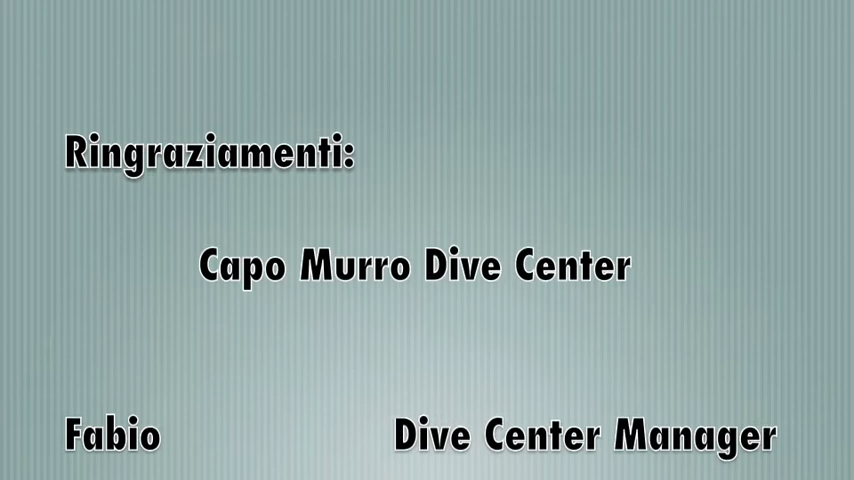 Ringraziamenti:
Capo Murro Dive Center
Fabio Dive Center Manager